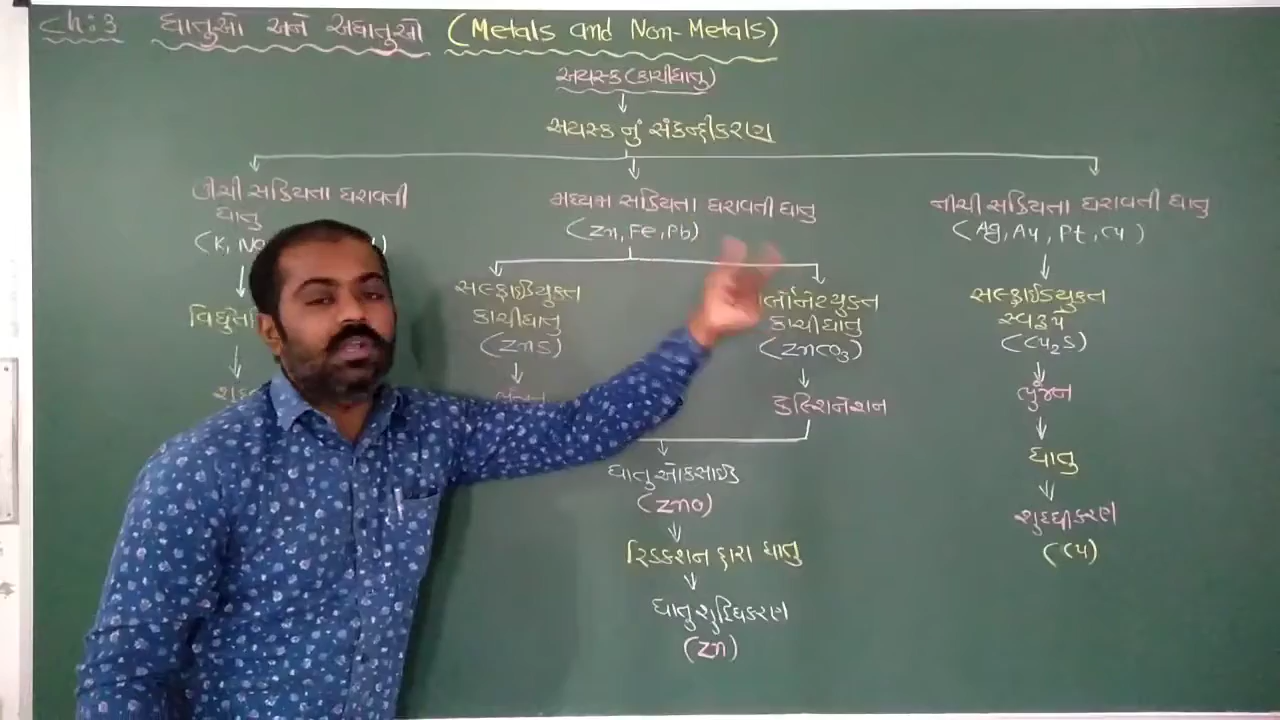 Ch:3 ધાતુઓ અને અધાતુઓ (Metals and Non-Metals)
અયસ્ક(કાચીધાતુ)
અયસ્ક નું સંકેન્દ્રીકરણ
ઊંચી સક્રિયતા ધરાવતી
ધાતુ
(K, Na
મધ્યમ સક્રિયતા ધરાવતી ધાતુ
(Zn, Fe, Pb)
નીચી સક્રિયતા ધરાવતી ધાતુ
(Ag, Au, Pt, Cu)
સલ્ફાઈડયુક્ત
કાચીધાતુ
(ZnS)
કાચીધાતુ
(ZnCO3)
કેલ્શિનેશન
સલ્ફાઈડયુક્ત
સ્વરૂપે
(Cu2S)
ભૂંજન
ધાતુ
શુદ્ધીકરણ
(Cu)
ધાતુઓક્સાઈડ
(ZnO)
રિડક્શન દ્વારા ધાતુ
ધાતુશુદ્ધિકરણ
(Zn)